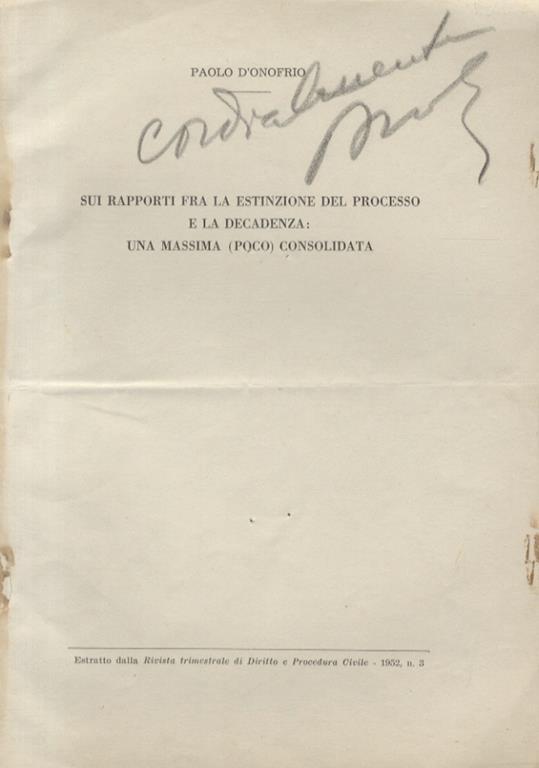 PAOLO D'ONOFRIO
cordialmente
SUI RAPPORTI FRA LA ESTINZIONE DEL PROCESSO
E LA DECADENZA:
UNA MASSIMA (POCO) CONSOLIDATA
Estratto dalla Rivista trimestrale di Diritto e Procedura Civile - 1952, n. 3